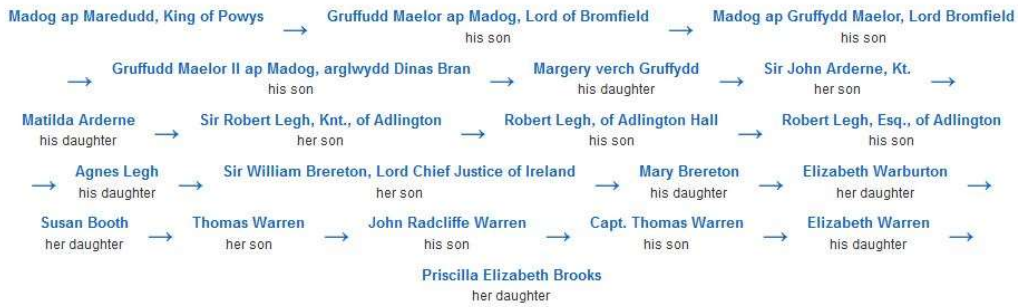 Madog ap Maredudd, King of Powys → Gruffudd Maelor ap Madog, Lord of Bromfield → Madog ap Gruffydd Maelor, Lord Bromfield
his son his son
→ Gruffudd Maelor II ap Madog, arglwydd Dinas Bran → Margery verch Gruffydd → Sir John Arderne, Kt. →
his son his daughter her son
Matilda Arderne → Sir Robert Legh, Knt., of Adlington → Robert Legh, of Adlington Hall → Robert Legh, Esq., of Adlington
his daughter her son his son his son
→ Agnes Legh → Sir William Brereton, Lord Chief Justice of Ireland → Mary Brereton → Elizabeth Warburton →
his daughter her son his daughter her daughter
Susan Booth → Thomas Warren → John Radcliffe Warren → Capt. Thomas Warren → Elizabeth Warren →
her daughter her son his son his son his daughter
Priscilla Elizabeth Brooks
her daughter